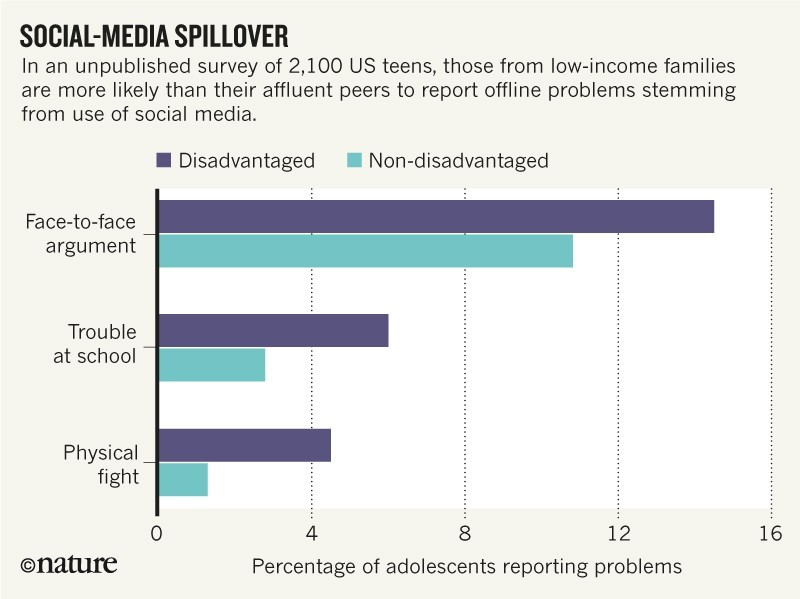 SOCIAL-MEDIA SPILLOVER
In an unpublished survey of 2,100 US teens, those from low-income families
are more likely than their affluent peers to report offline problems stemming
from use of social media.
Disadvantaged
Non-disadvantaged
Face-to-face
argument
Trouble
at school
Physical
fight
0 4 8 12 16
Percentage of adolescents reporting problems
©nature